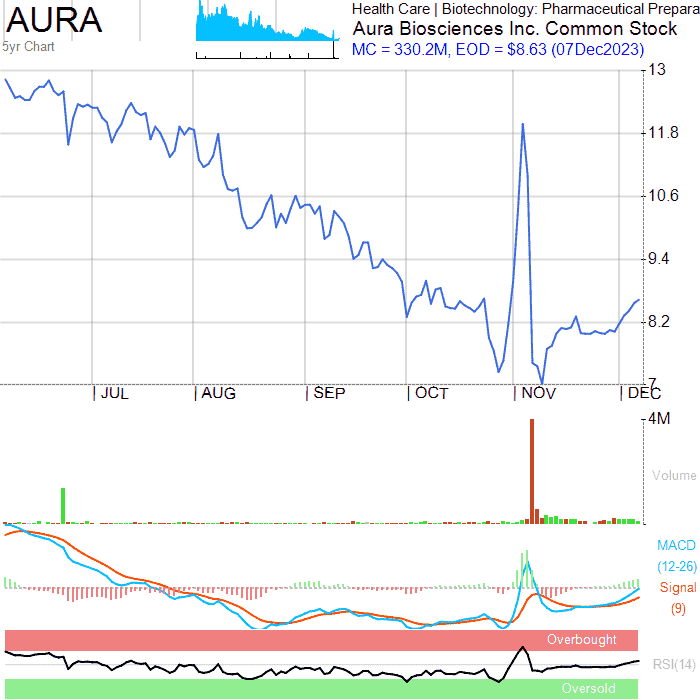 AURA
5yr Chart
Health Care | Biotechnology: Pharmaceutical Prepara
Aura Biosciences Inc. Common Stock
MC = 330.2M, EOD = $8.63 (07Dec2023)
13
11.8
10.6
9.4
8.2
7
JUL
AUG
SEP
OCT
NOV
DEC
4M
Volume
MACD
(12-26)
Signal
(9)
Overbought
RSI(14)
Oversold